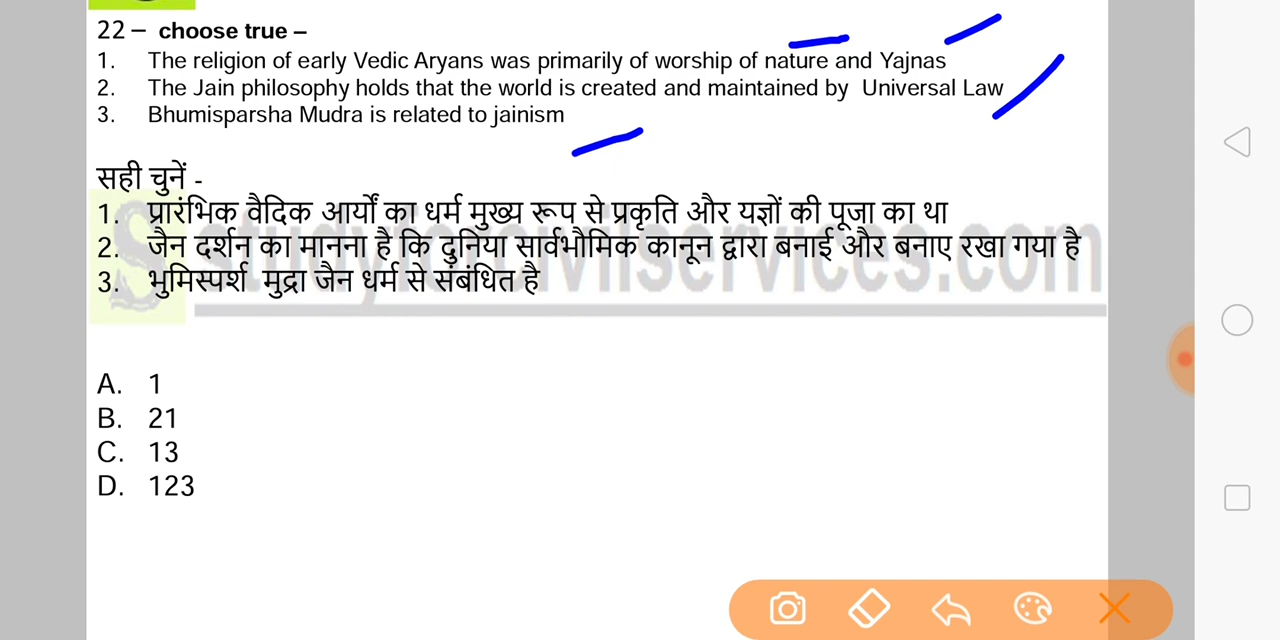 22 – choose true –
1. The religion of early Vedic Aryans was primarily of worship of nature and Yajnas
2. The Jain philosophy holds that the world is created and maintained by Universal Law
3. Bhumisparsha Mudra is related to jainism
सही चुनें -
1. प्रारंभिक वैदिक आर्यों का धर्म मुख्य रूप से प्रकृति और यज्ञों की पूजा का था
2. जैन दर्शन का मानना है कि दुनिया सार्वभौमिक कानून द्वारा बनाई और बनाए रखा गया है
3. भुमिस्पर्श मुद्रा जैन धर्म से संबंधित है
studyforcivilservices.com
A. 1
B. 21
C. 13
D. 123